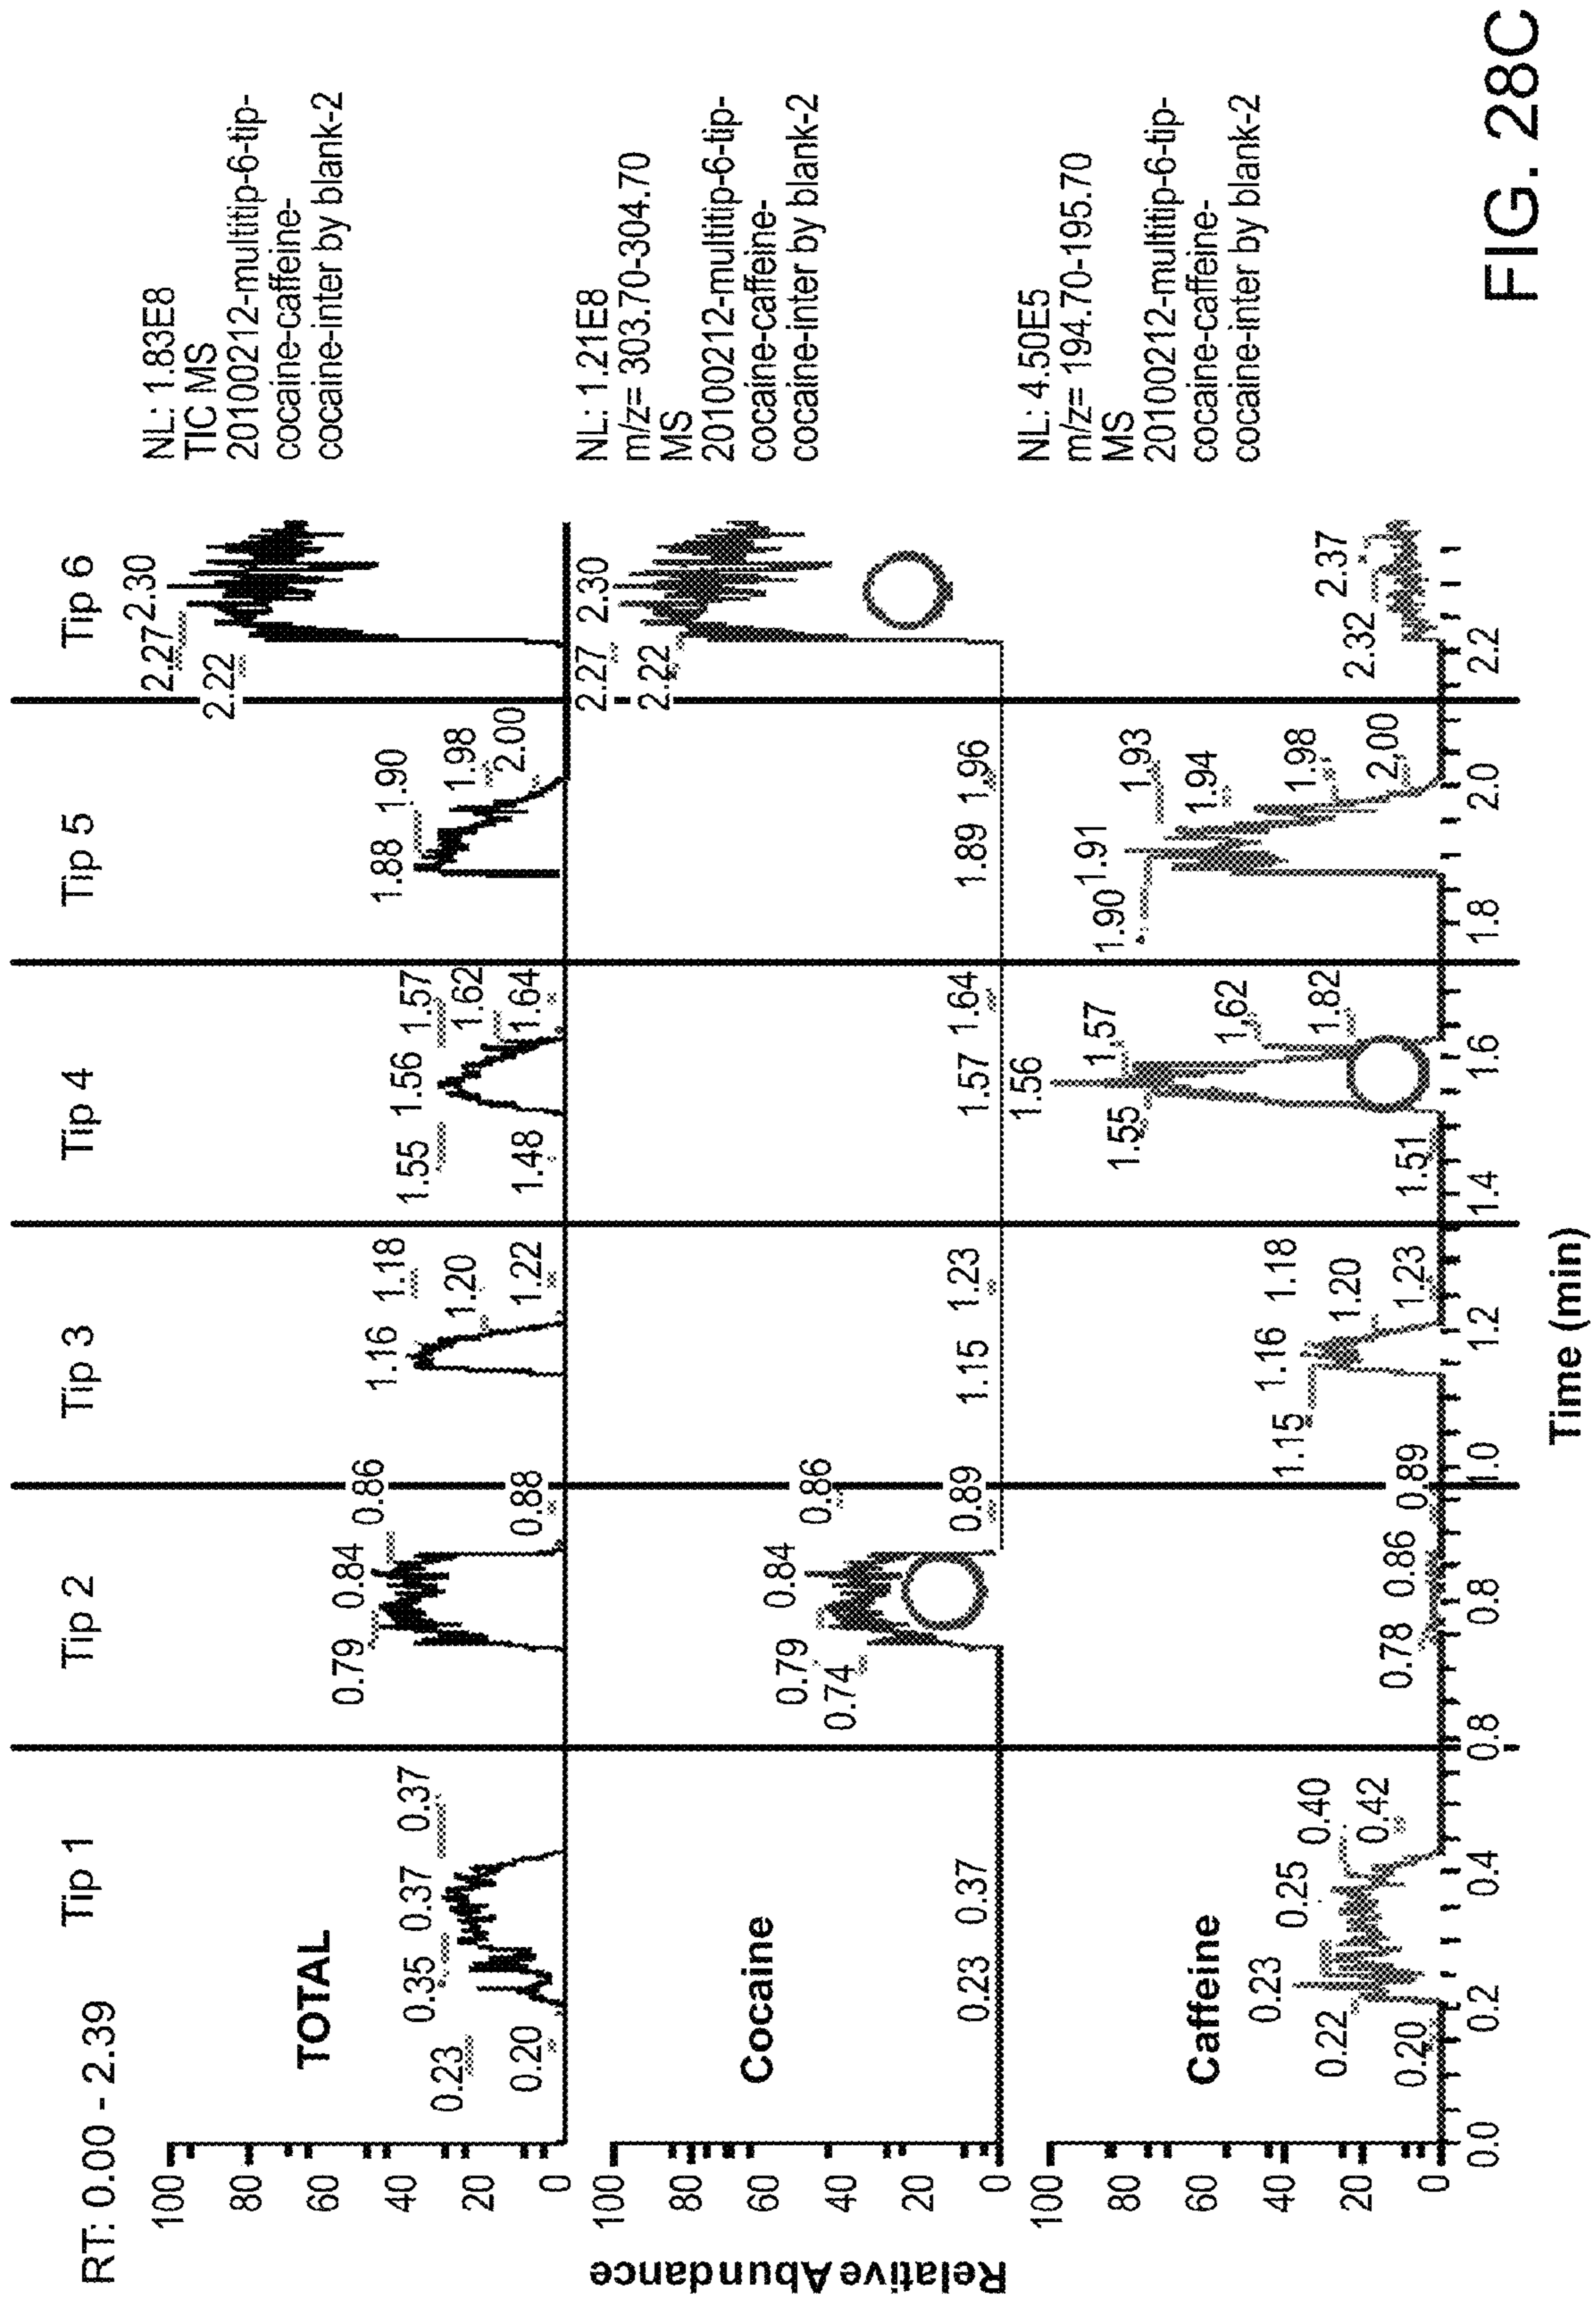 RT: 0.00 - 2.39
Tip 1
Tip 2
Tip 3
Tip 4
Tip 5
Tip 6
Relative Abundance
100
80
60
40
20
0
TOTAL
0.20
0.23
0.35
0.37
0.37
0.79
0.84
0.86
0.88
1.16
1.18
1.20
1.22
1.48
1.55
1.56
1.57
1.62
1.64
1.88
1.90
1.98
2.00
2.22
2.27
2.30
NL: 1.83E8
TIC MS
20100212-multitip-6-tip-
cocaine-caffeine-
cocaine-inter by blank-2
100
80
60
40
20
0
Cocaine
0.23
0.37
0.74
0.79
0.84
0.86
0.89
1.15
1.23
1.57
1.64
1.89
1.96
2.22
2.27
2.30
NL: 1.21E8
m/z= 303.70-304.70
MS
20100212-multitip-6-tip-
cocaine-caffeine-
cocaine-inter by blank-2
100
80
60
40
20
0
Caffeine
0.20
0.22
0.23
0.25
0.40
0.42
0.78
0.86
0.89
1.15
1.16
1.18
1.20
1.23
1.51
1.55
1.56
1.57
1.62
1.82
1.90
1.91
1.93
1.94
1.98
2.00
2.32
2.37
NL: 4.50E5
m/z= 194.70-195.70
MS
20100212-multitip-6-tip-
cocaine-caffeine-
cocaine-inter by blank-2
0.0 0.2 0.4 0.8 0.8 1.0 1.2 1.4 1.6 1.8 2.0 2.2
Time (min)
FIG. 28C